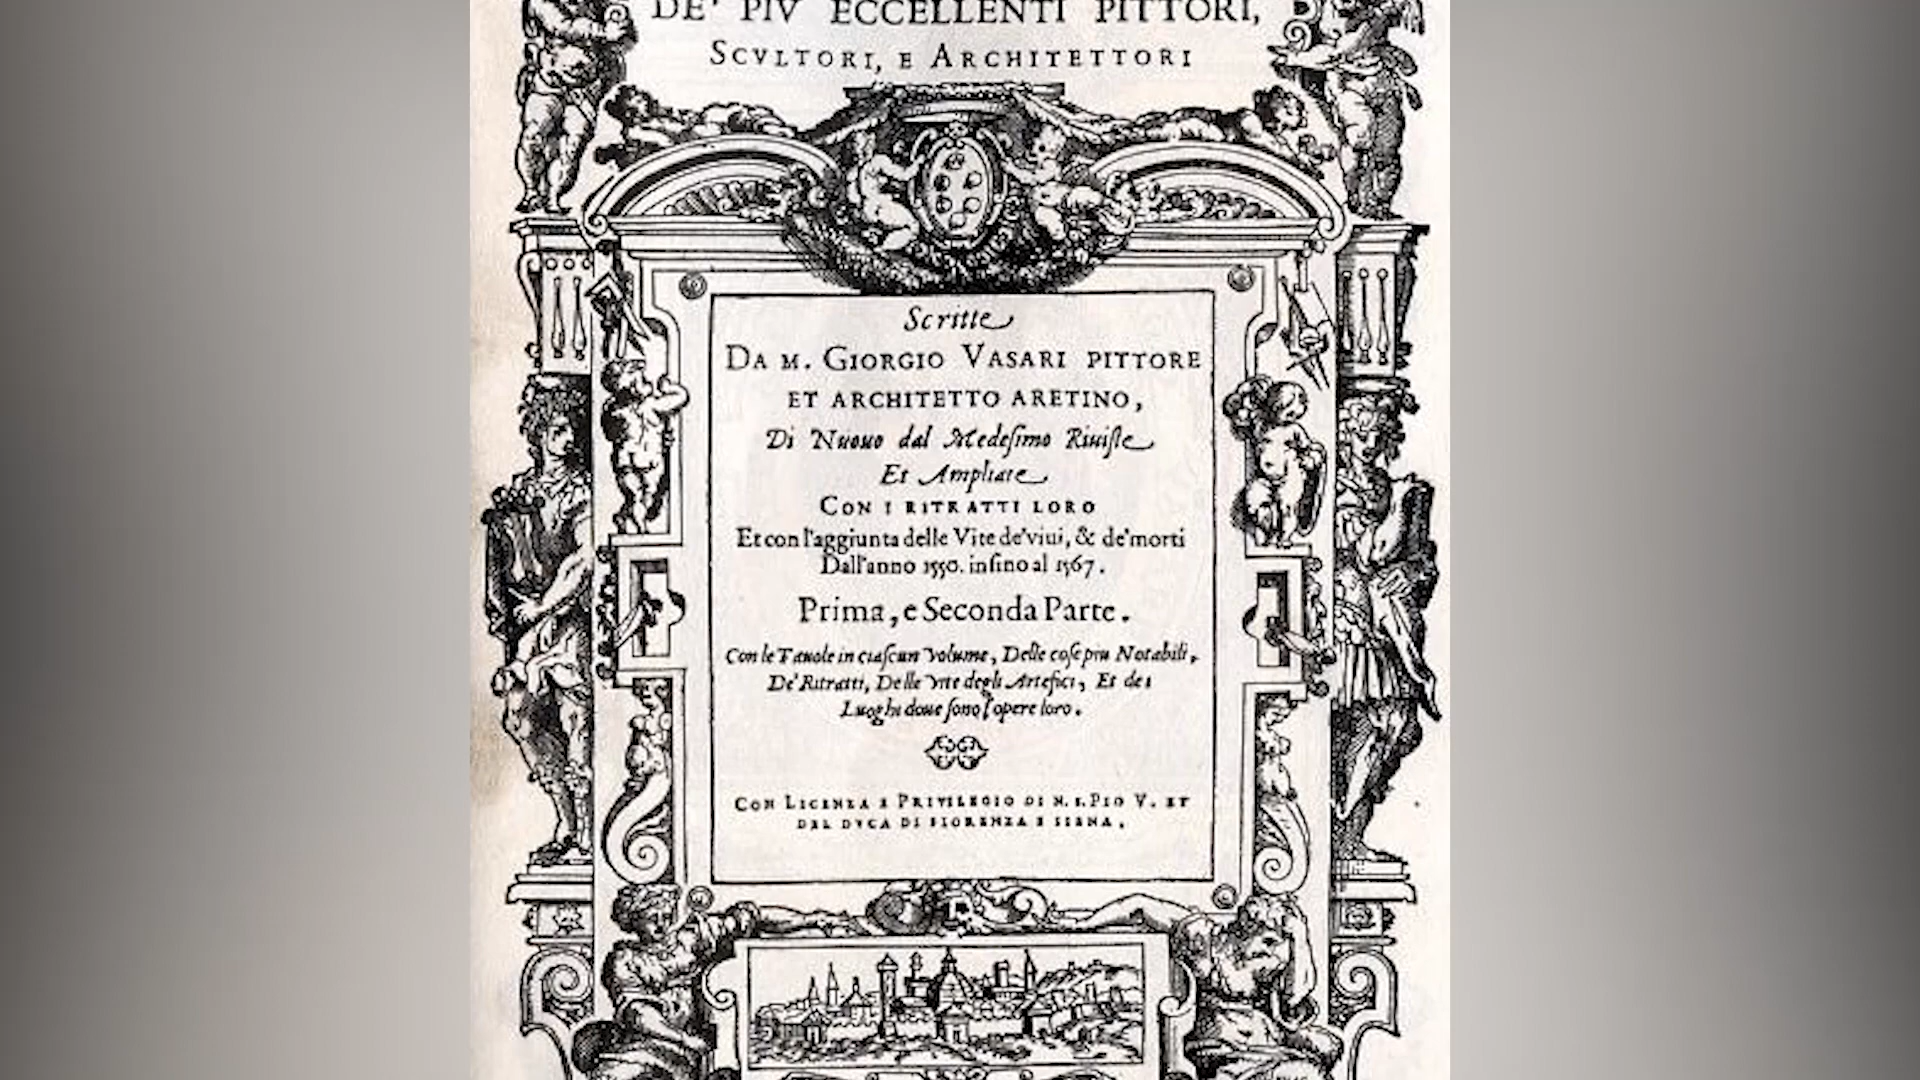 DE' PIV ECCELLENTI PITTORI,
SCVLTORI, E ARCHITETTORI
Scritte
DA M. GIORGIO VASARI PITTORE
ET ARCHITETTO ARETINO,
Di Nuouo dal Medesimo Riuiste
Et Ampliate
CON I RITRATTI LORO
Et con l'aggiunta delle Vite de' viui, & de' morti
Dall'anno 1550. insino al 1567.
Prima, e Seconda Parte.
Con le Tauole in ciascun volume, Delle cose piu Notabili,
De' Ritratti, Delle vite degli Artefici, Et dei
Luoghi doue sono l'opere loro.
CON LICENZA E PRIVILEGIO DI N. S. PIO V. ET
DEL DVCA DI FIORENZA E SIENA.